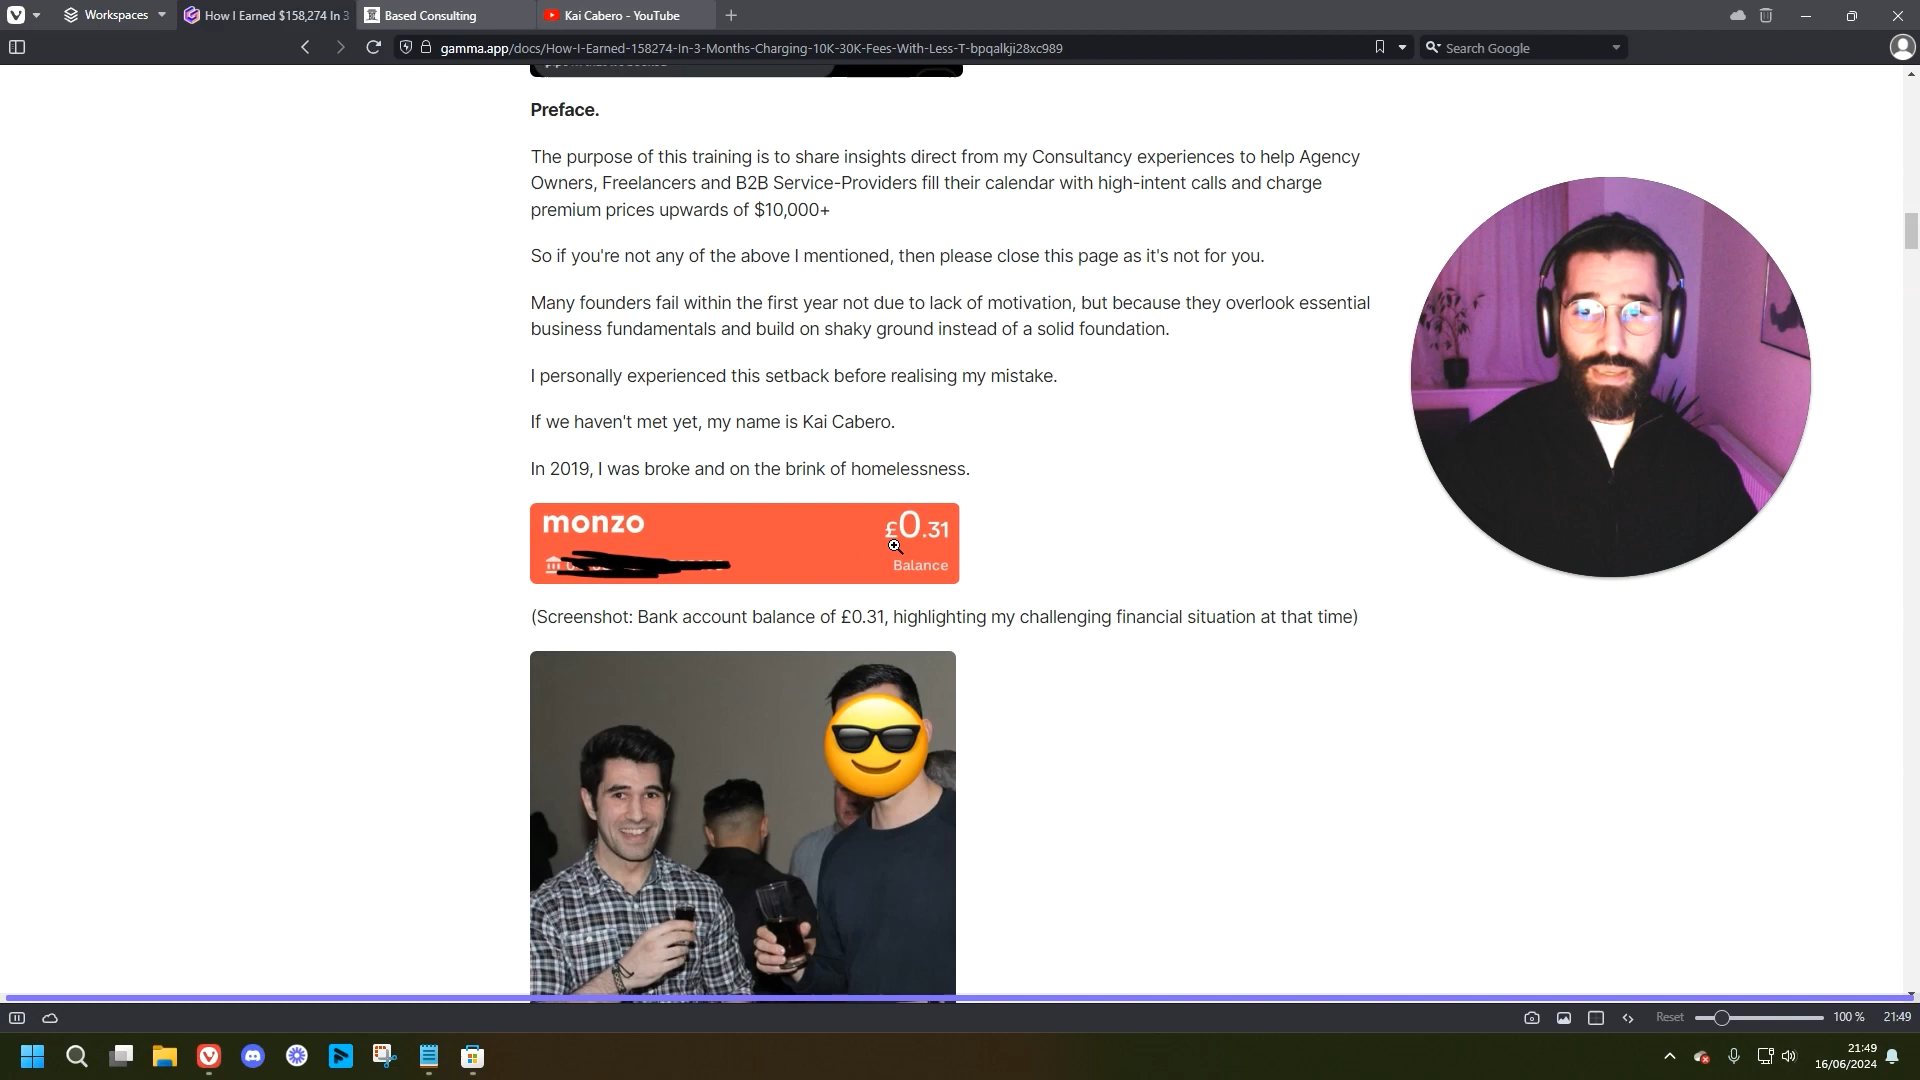 Workspaces
How I Earned $158,274 In 3
Based Consulting
Kai Cabero - YouTube
gamma.app/docs/How-I-Earned-158274-In-3-Months-Charging-10K-30K-Fees-With-Less-T-bpqalkji28xc989
Search Google
Preface.
The purpose of this training is to share insights direct from my Consultancy experiences to help Agency
Owners, Freelancers and B2B Service-Providers fill their calendar with high-intent calls and charge
premium prices upwards of $10,000+
So if you're not any of the above I mentioned, then please close this page as it's not for you.
Many founders fail within the first year not due to lack of motivation, but because they overlook essential
business fundamentals and build on shaky ground instead of a solid foundation.
I personally experienced this setback before realising my mistake.
If we haven't met yet, my name is Kai Cabero.
In 2019, I was broke and on the brink of homelessness.
monzo
£0.31
Balance
(Screenshot: Bank account balance of £0.31, highlighting my challenging financial situation at that time)
Reset
100 %
21:49
21:49
16/06/2024